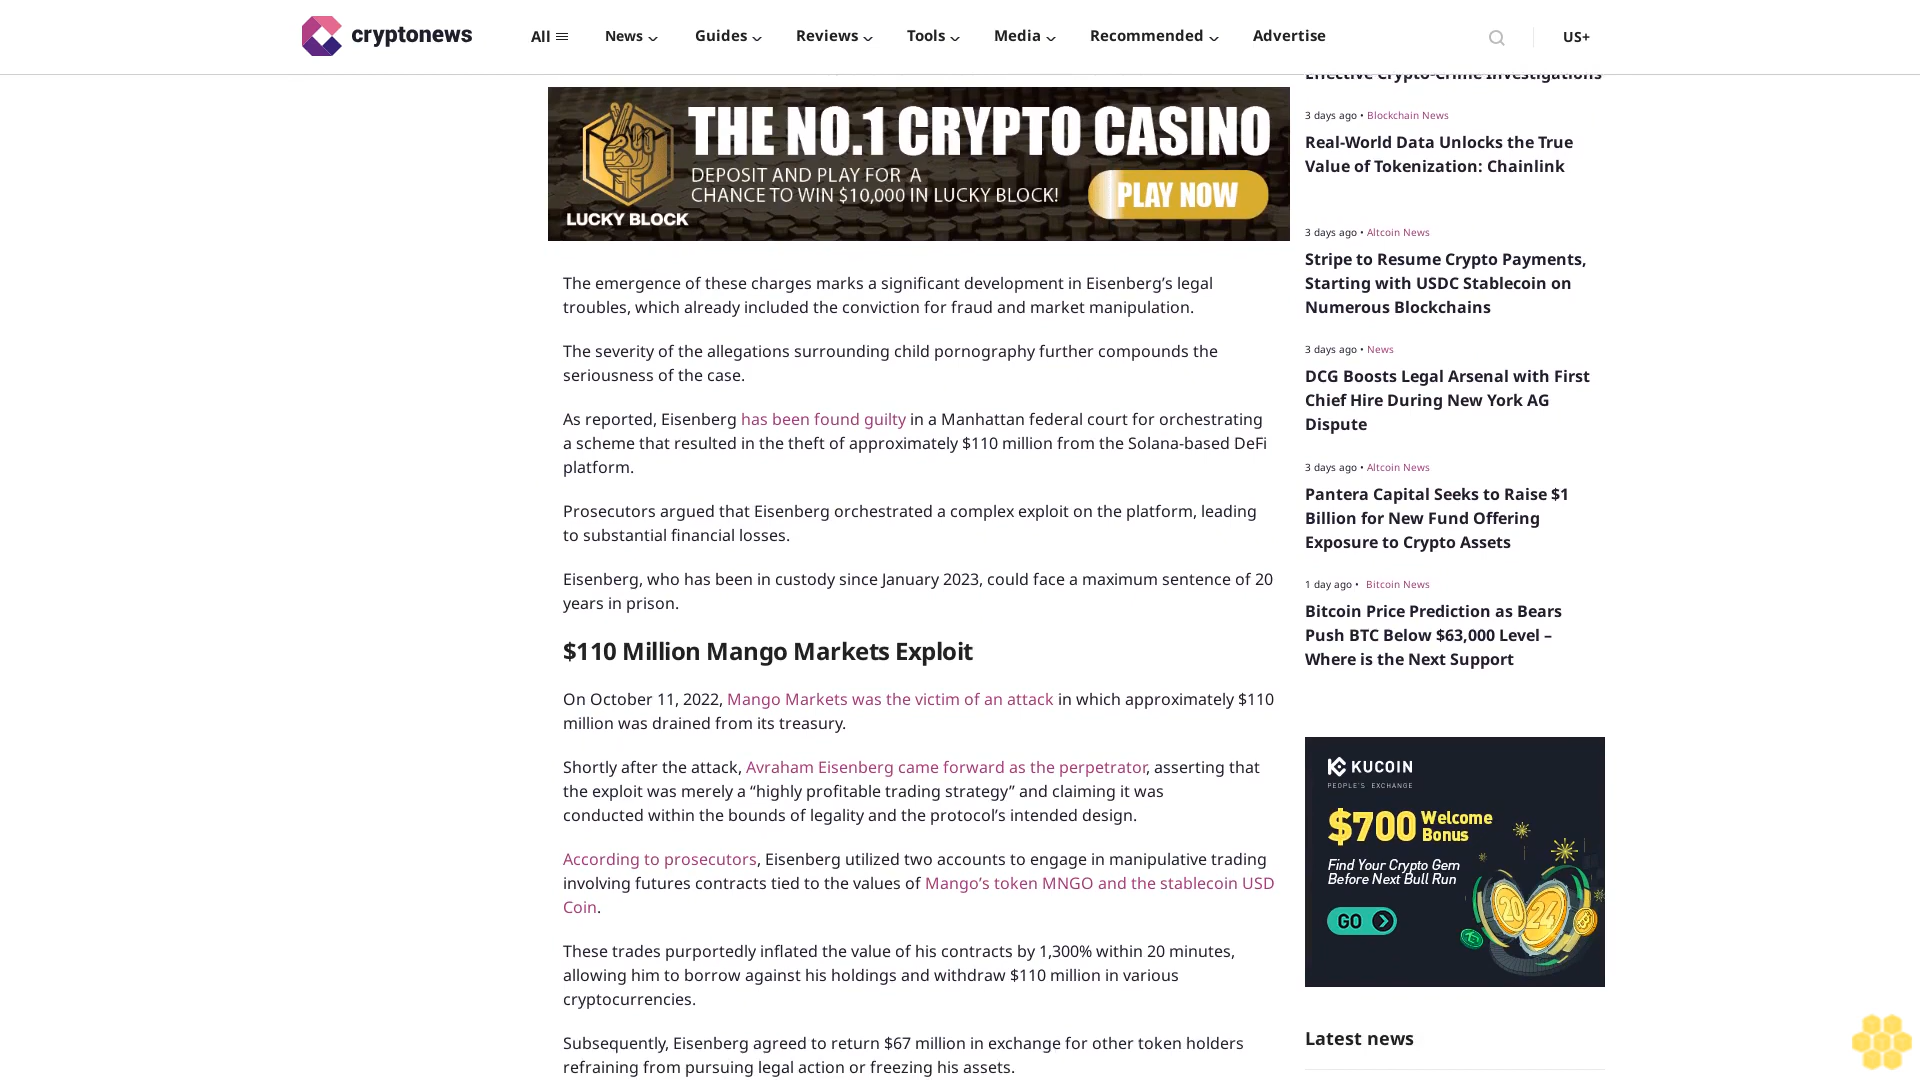 cryptonews
All
News
Guides
Reviews
Tools
Media
Recommended
Advertise
US+
THE NO.1 CRYPTO CASINO
DEPOSIT AND PLAY FOR A
CHANCE TO WIN $10,000 IN LUCKY BLOCK!
PLAY NOW
LUCKY BLOCK
The emergence of these charges marks a significant development in Eisenberg’s legal
troubles, which already included the conviction for fraud and market manipulation.
The severity of the allegations surrounding child pornography further compounds the
seriousness of the case.
As reported, Eisenberg has been found guilty in a Manhattan federal court for orchestrating
a scheme that resulted in the theft of approximately $110 million from the Solana-based DeFi
platform.
Prosecutors argued that Eisenberg orchestrated a complex exploit on the platform, leading
to substantial financial losses.
Eisenberg, who has been in custody since January 2023, could face a maximum sentence of 20
years in prison.
$110 Million Mango Markets Exploit
On October 11, 2022, Mango Markets was the victim of an attack in which approximately $110
million was drained from its treasury.
Shortly after the attack, Avraham Eisenberg came forward as the perpetrator, asserting that
the exploit was merely a “highly profitable trading strategy” and claiming it was
conducted within the bounds of legality and the protocol’s intended design.
According to prosecutors, Eisenberg utilized two accounts to engage in manipulative trading
involving futures contracts tied to the values of Mango’s token MNGO and the stablecoin USD
Coin.
These trades purportedly inflated the value of his contracts by 1,300% within 20 minutes,
allowing him to borrow against his holdings and withdraw $110 million in various
cryptocurrencies.
Subsequently, Eisenberg agreed to return $67 million in exchange for other token holders
refraining from pursuing legal action or freezing his assets.
Effective Crypto-Crime Investigations
3 days ago • Blockchain News
Real-World Data Unlocks the True
Value of Tokenization: Chainlink
3 days ago • Altcoin News
Stripe to Resume Crypto Payments,
Starting with USDC Stablecoin on
Numerous Blockchains
3 days ago • News
DCG Boosts Legal Arsenal with First
Chief Hire During New York AG
Dispute
3 days ago • Altcoin News
Pantera Capital Seeks to Raise $1
Billion for New Fund Offering
Exposure to Crypto Assets
1 day ago • Bitcoin News
Bitcoin Price Prediction as Bears
Push BTC Below $63,000 Level –
Where is the Next Support
KUCOIN
PEOPLE'S EXCHANGE
$700 Welcome
Bonus
Find Your Crypto Gem
Before Next Bull Run
GO
20 24
Latest news